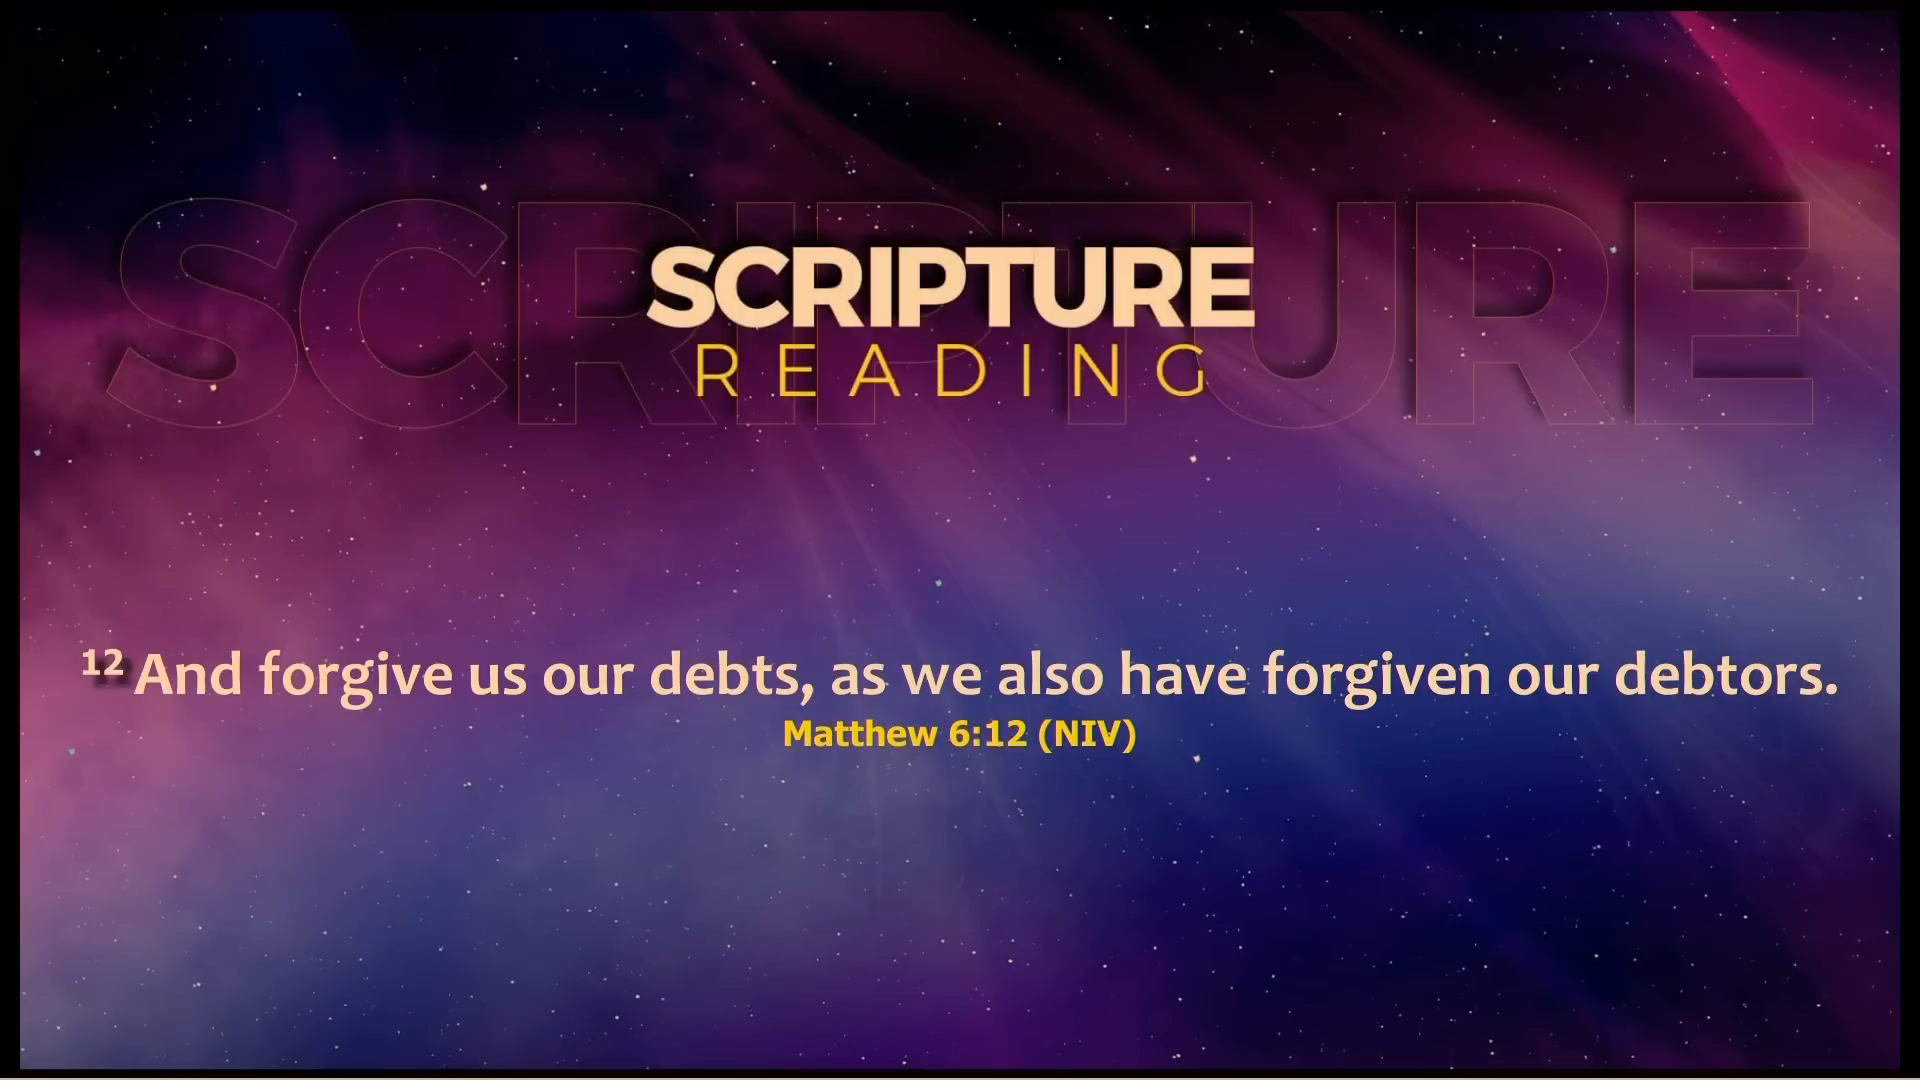 SCRIPTURE
SCRIPTURE
READING
12 And forgive us our debts, as we also have forgiven our debtors.
Matthew 6:12 (NIV)